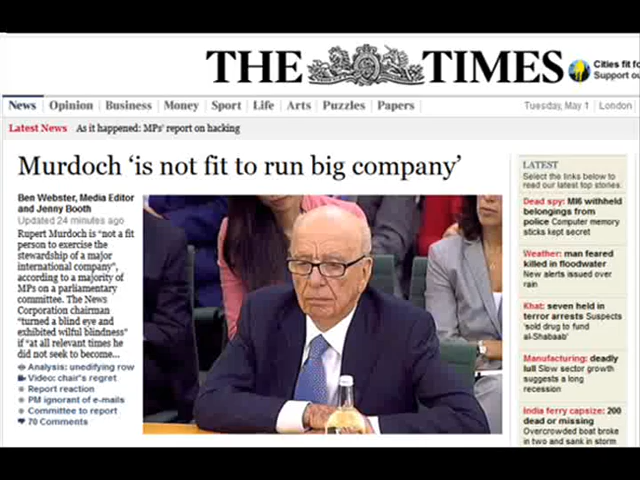 THE TIMES
Cities fit fo
Support ou
News Opinion Business Money Sport Life Arts Puzzles Papers
Tuesday, May 1 London
Latest News As it happened: MPs' report on hacking
Murdoch ‘is not fit to run big company’
Ben Webster, Media Editor
and Jenny Booth
Updated 24 minutes ago
Rupert Murdoch is “not a fit
person to exercise the
stewardship of a major
international company”,
according to a majority of
MPs on a parliamentary
committee. The News
Corporation chairman
“turned a blind eye and
exhibited wilful blindness”
if “at all relevant times he
did not seek to become...
Analysis: unedifying row
Video: chair's regret
Report reaction
PM ignorant of e-mails
Committee to report
70 Comments
LATEST
Select the links below to
read our latest top stories
Dead spy: MI6 withheld
belongings from
police Computer memory
sticks kept secret
Weather: man feared
killed in floodwater
New alerts issued over
rain
Khat: seven held in
terror arrests Suspects
'sold drug to fund
al-Shabaab'
Manufacturing: deadly
lull Slow sector growth
suggests a long
recession
India ferry capsize: 200
dead or missing
Overcrowded boat broke
in two and sank in storm